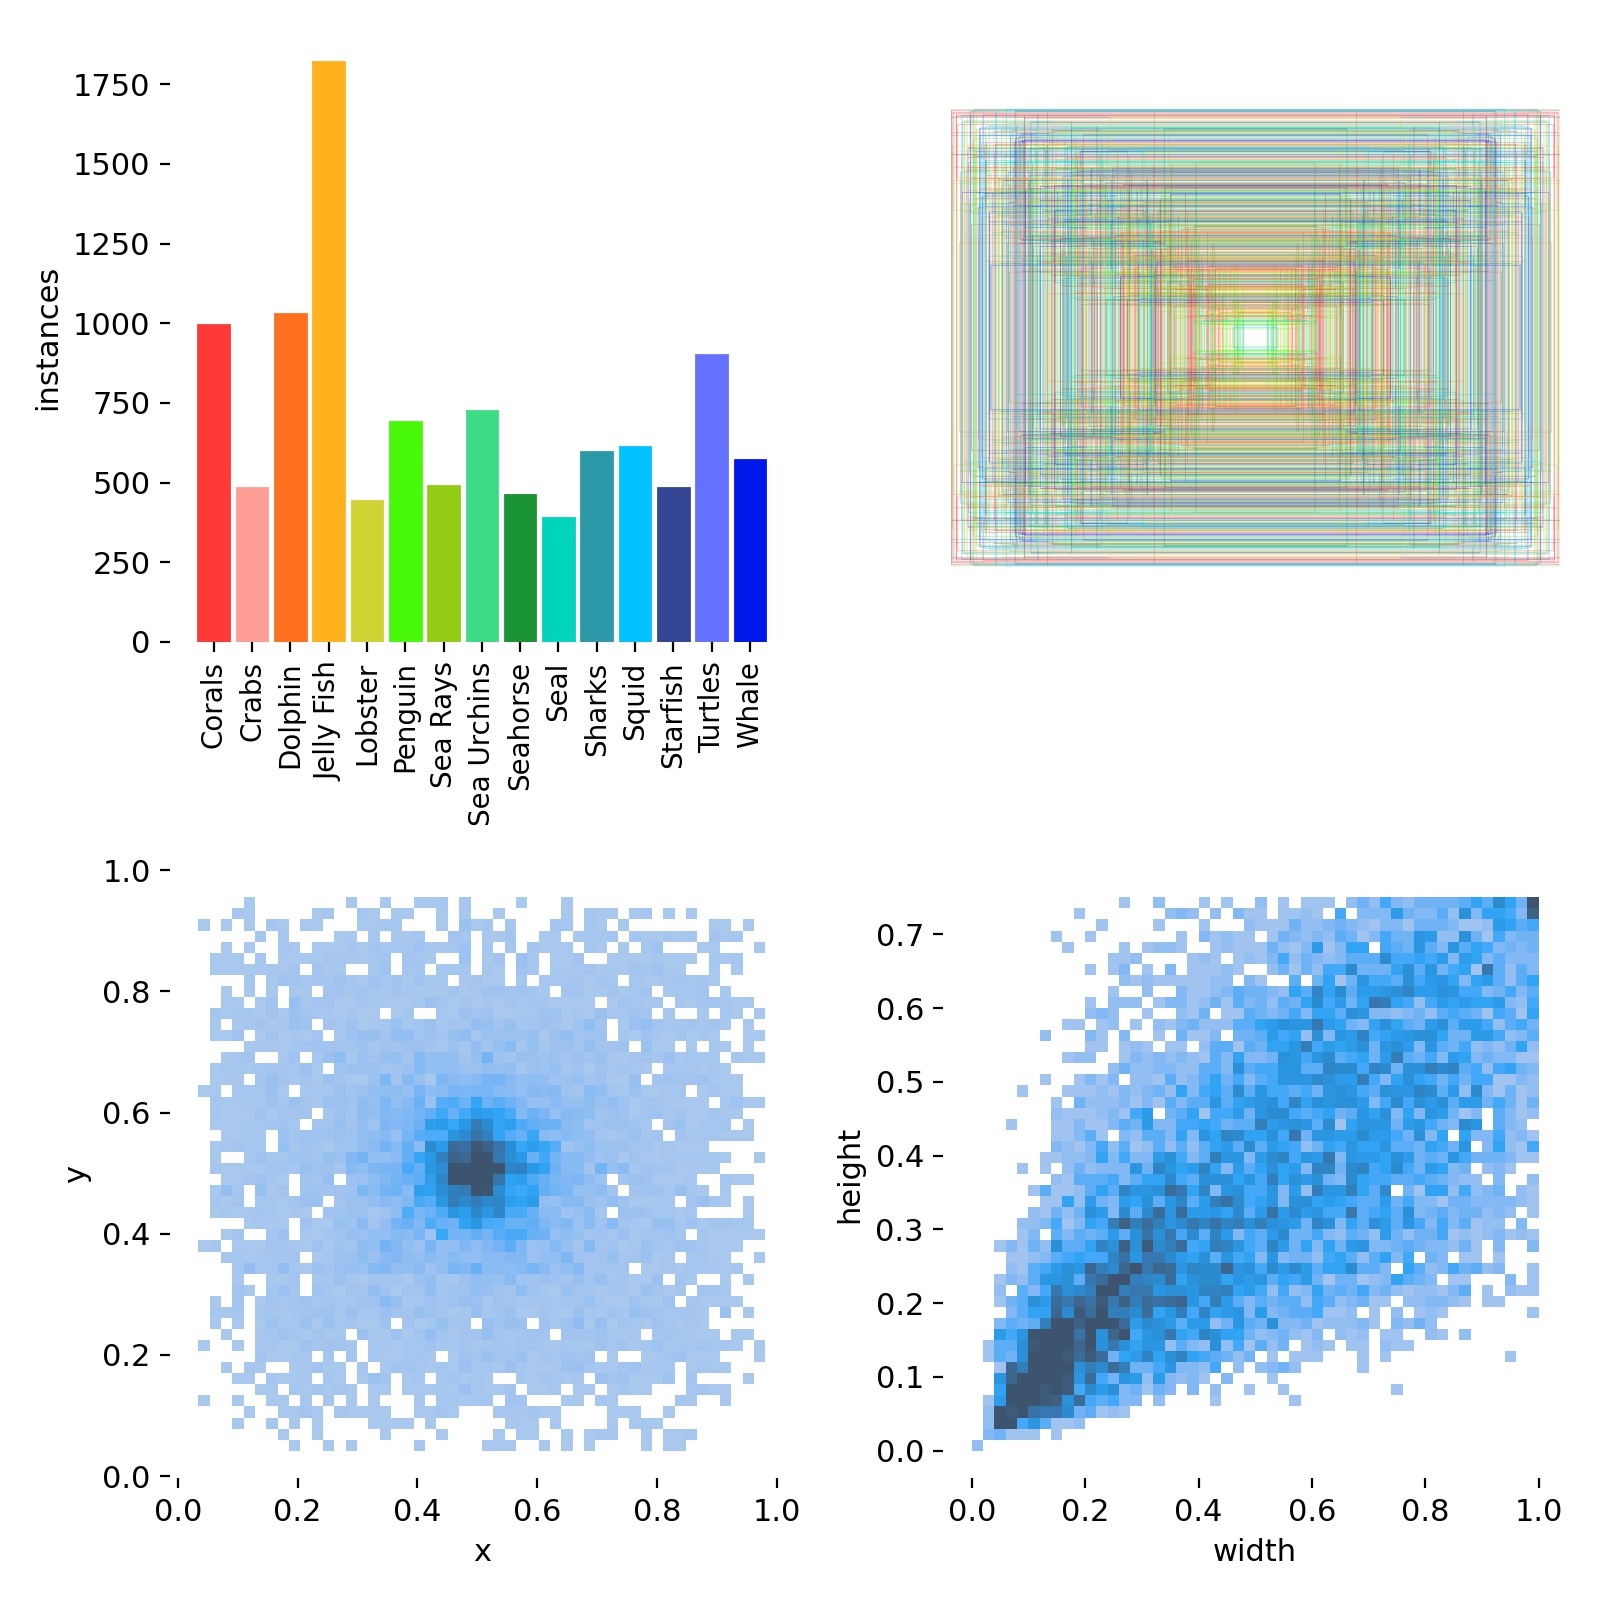 instances
1750
1500
1250
1000
750
500
250
0
Corals
Crabs
Dolphin
Jelly Fish
Lobster
Penguin
Sea Rays
Sea Urchins
Seahorse
Seal
Sharks
Squid
Starfish
Turtles
Whale
y
1.0
0.8
0.6
0.4
0.2
0.0
0.0 0.2 0.4 0.6 0.8 1.0
x
height
0.7
0.6
0.5
0.4
0.3
0.2
0.1
0.0
0.0 0.2 0.4 0.6 0.8 1.0
width